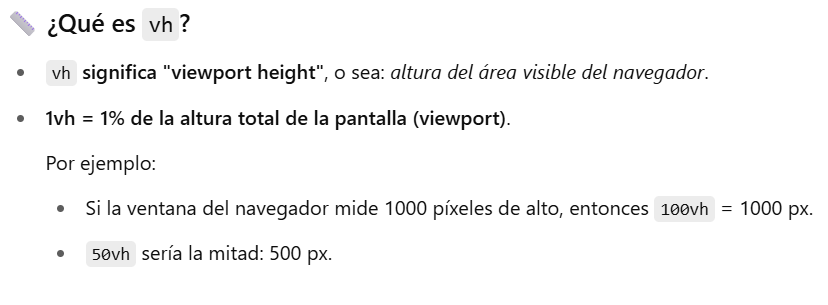 📏 ¿Qué es vh?
• vh significa "viewport height", o sea: altura del área visible del navegador.
• 1vh = 1% de la altura total de la pantalla (viewport).
Por ejemplo:
• Si la ventana del navegador mide 1000 píxeles de alto, entonces 100vh = 1000 px.
• 50vh sería la mitad: 500 px.